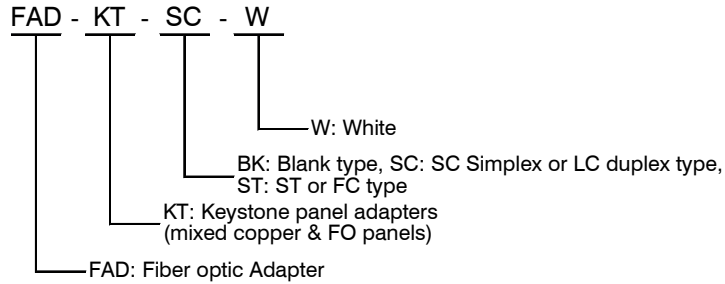 FAD - KT - SC - W
W: White
BK: Blank type, SC: SC Simplex or LC duplex type,
ST: ST or FC type
KT: Keystone panel adapters
(mixed copper & FO panels)
FAD: Fiber optic Adapter